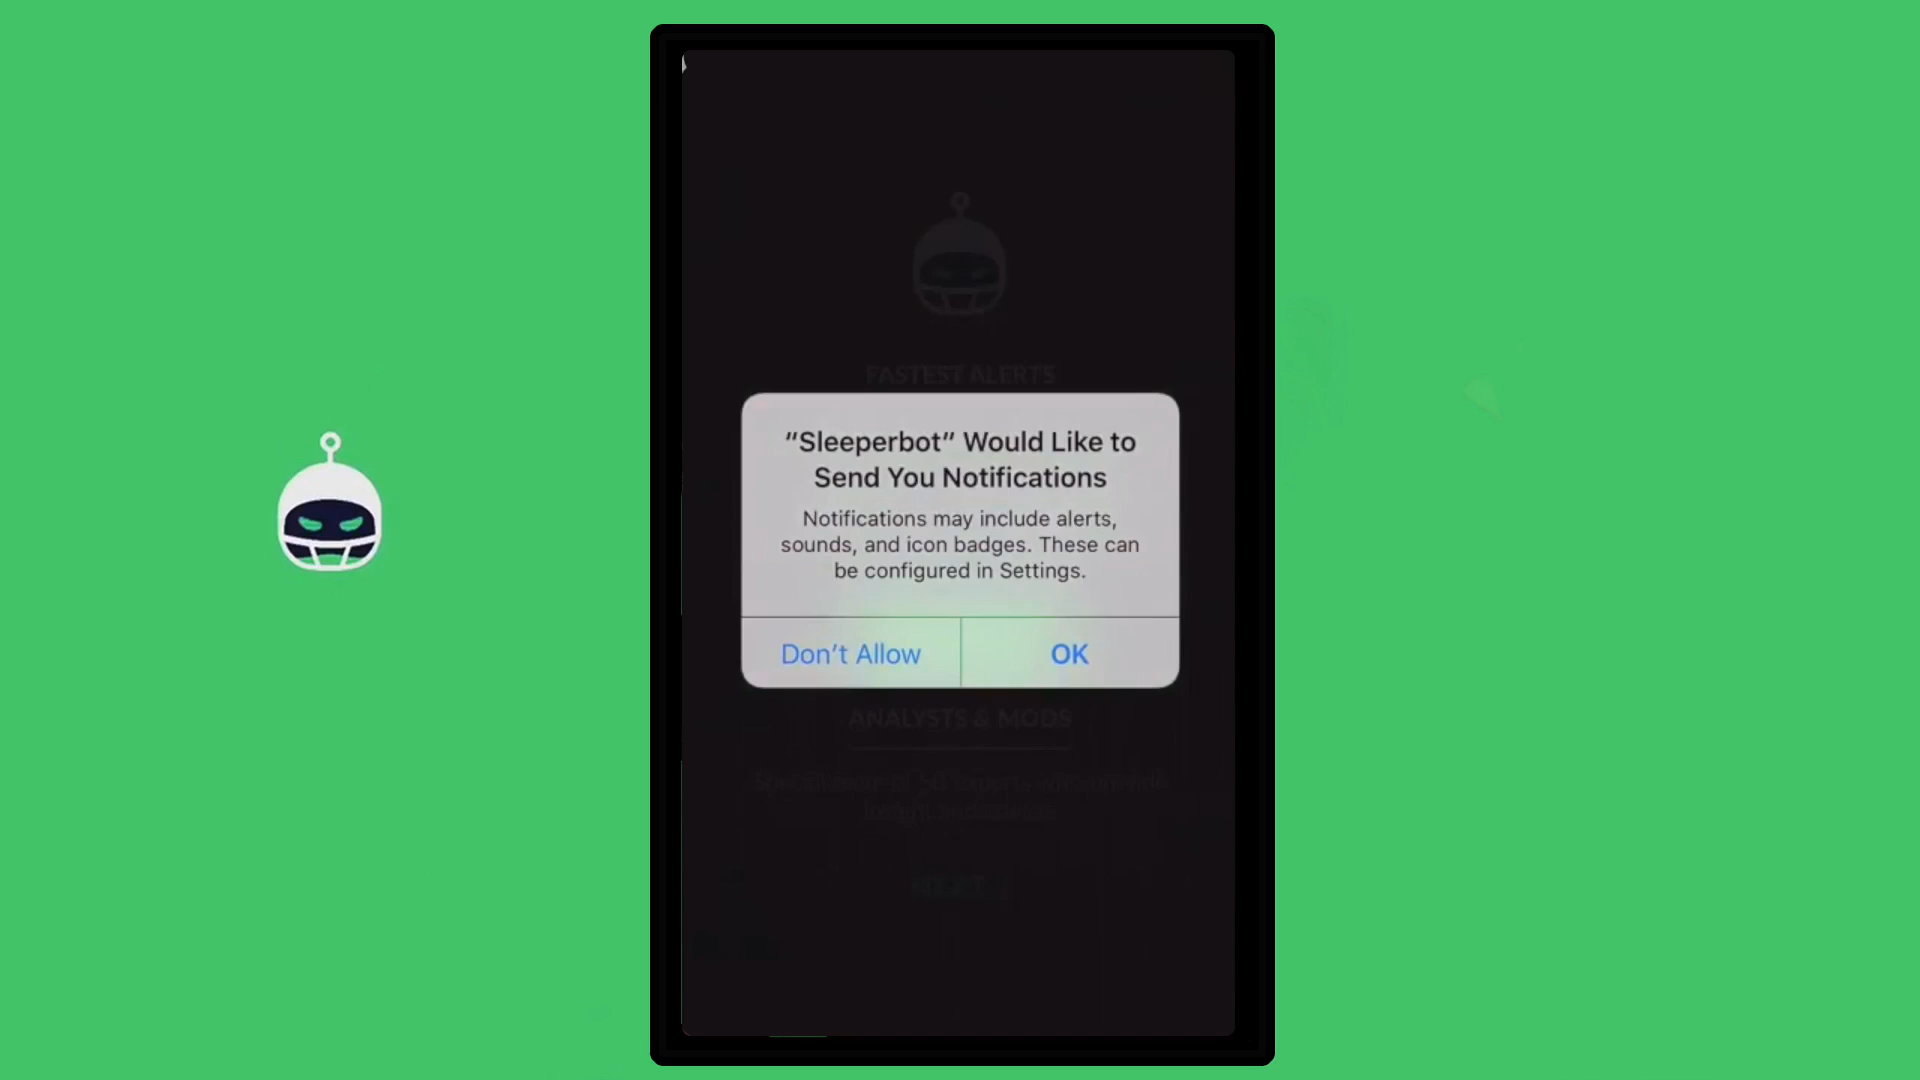 FASTEST ALERTS
“Sleeperbot” Would Like to
Send You Notifications
Notifications may include alerts,
sounds, and icon badges. These can
be configured in Settings.
Don’t Allow
OK
ANALYSTS & MODS